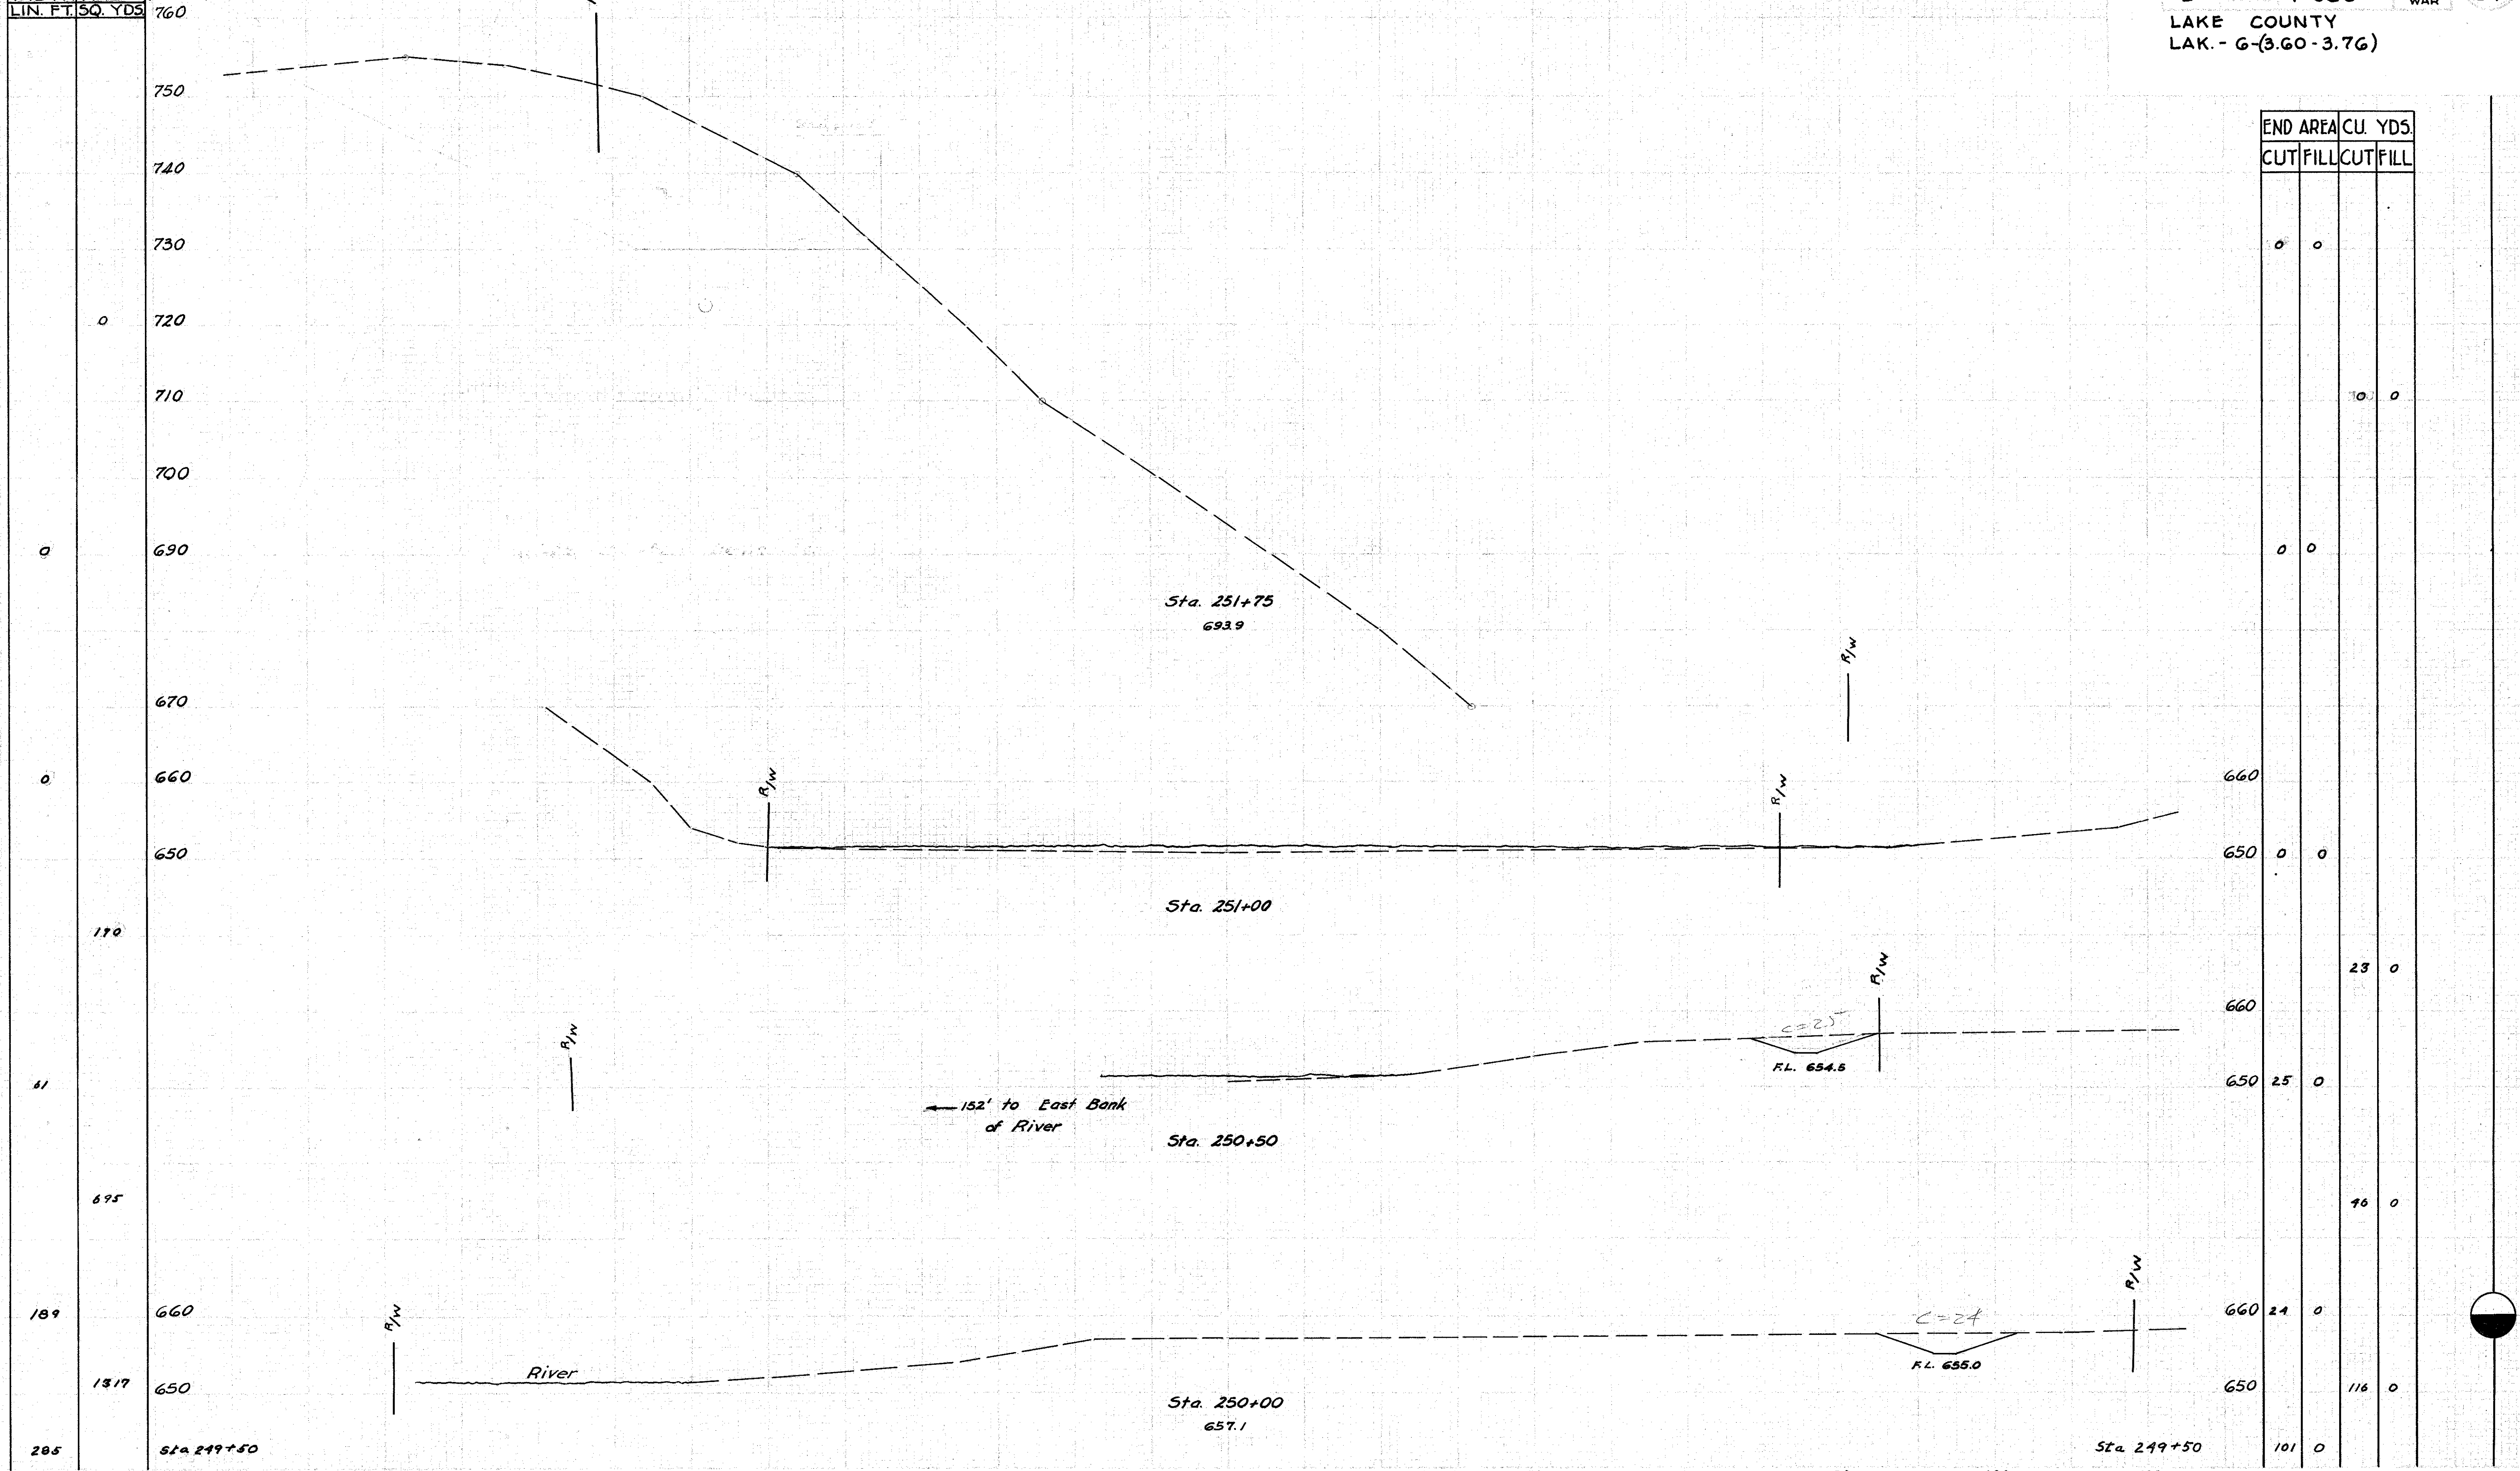 LIN. FT. SQ. YDS.
760
WAR
LAKE COUNTY
LAK. - 6-(3.60 - 3.76)
750
END AREA CU. YDS.
CUT FILL CUT FILL
740
730
0 0
0 720
710
0 0
700
0 690
0 0
Sta. 251+75
693.9
R/W
670
0 660
R/W
R/W
660
650
650 0 0
Sta. 251+00
190
R/W
23 0
660
C=25
R/W
F.L. 654.5
61
650 25 0
152' to East Bank
of River
Sta. 250+50
695
46 0
R/W
R/W
189 660
660 24 0
C=24
F.L. 655.0
River
1317 650
650 116 0
Sta. 250+00
657.1
285 Sta 249+50
Sta 249+50 101 0